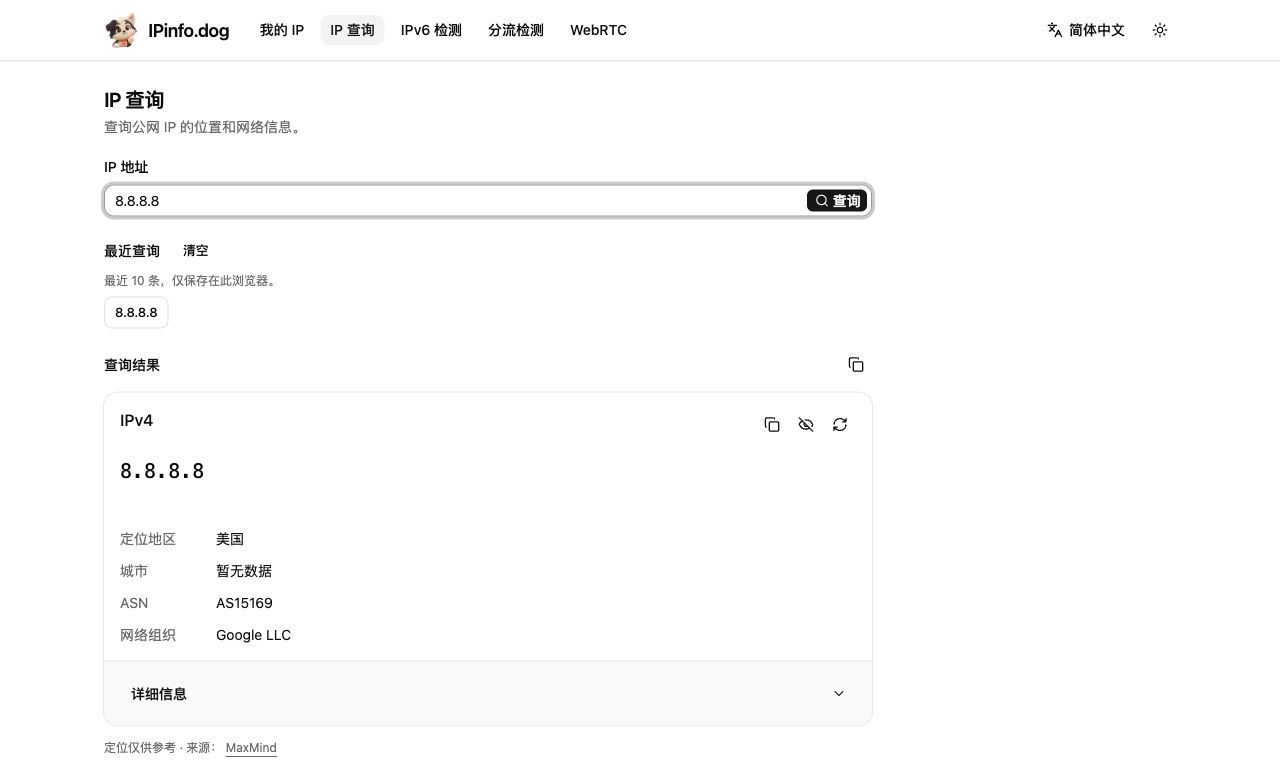 IPinfo.dog 我的 IP IP 查询 IPv6 检测 分流检测 WebRTC 简体中文
IP 查询
查询公网 IP 的位置和网络信息。
IP 地址
8.8.8.8 查询
最近查询 清空
最近 10 条，仅保存在此浏览器。
8.8.8.8
查询结果
IPv4
8.8.8.8
定位地区 美国
城市 暂无数据
ASN AS15169
网络组织 Google LLC
详细信息
定位仅供参考 · 来源： MaxMind